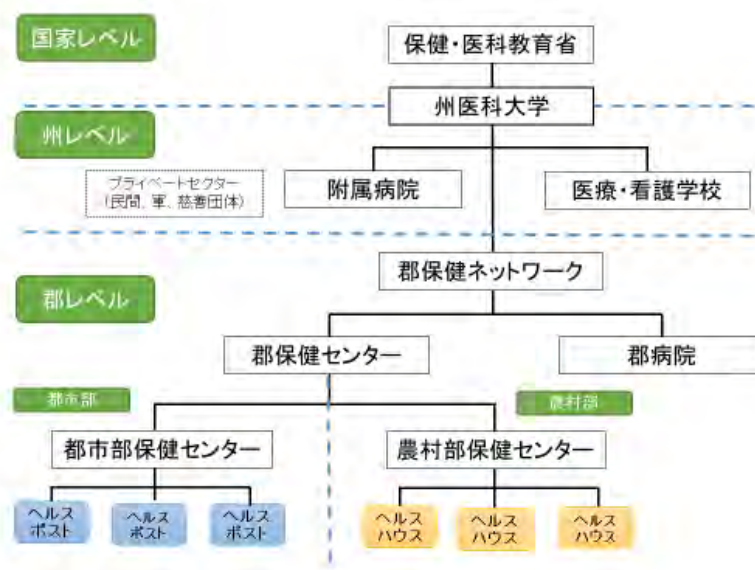 国家レベル
保健・医科教育省
州医科大学
州レベル
プライベートセクター
(民間、軍、慈善団体)
附属病院
医療・看護学校
郡保健ネットワーク
郡レベル
郡保健センター
郡病院
都市部
農村部
都市部保健センター
農村部保健センター
ヘルス
ポスト
ヘルス
ポスト
ヘルス
ポスト
ヘルス
ハウス
ヘルス
ハウス
ヘルス
ハウス